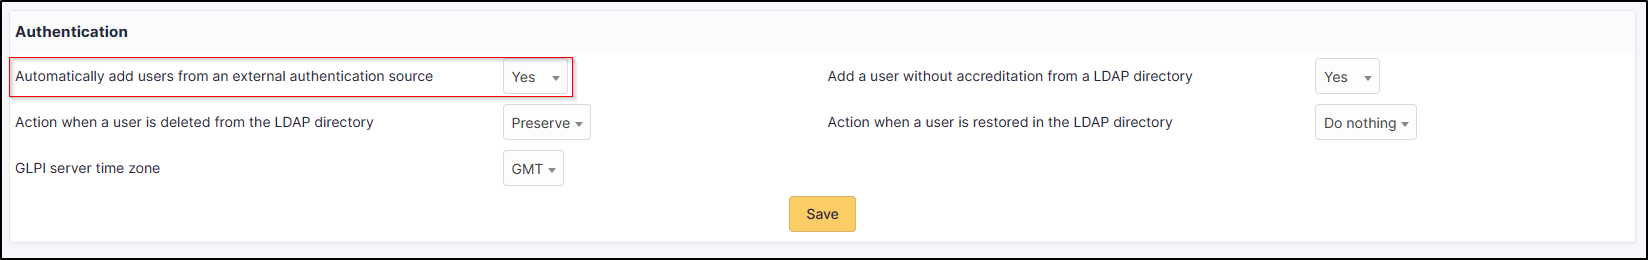 Authentication
Automatically add users from an external authentication source Yes Add a user without accreditation from a LDAP directory Yes
Action when a user is deleted from the LDAP directory Preserve Action when a user is restored in the LDAP directory Do nothing
GLPI server time zone GMT
Save